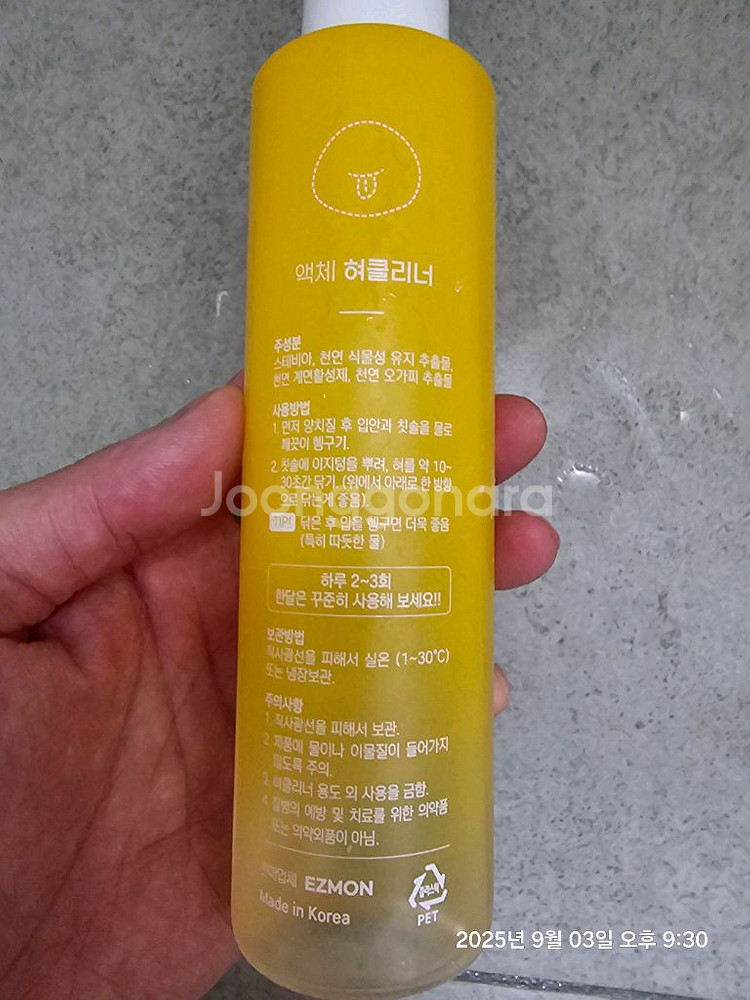 액체 혀클리너
주성분
스테비아, 천연 식물성 유지 추출물,
천연 계면활성제, 천연 오가피 추출물
사용방법
1. 먼저 양치질 후 입안과 칫솔을 물로
깨끗이 헹구기.
2. 칫솔에 이지텅을 뿌려, 혀를 약 10~
30초간 닦기. (위에서 아래로 한 방향
으로 닦는게 좋음)
Joonggonara
TIP! 닦은 후 입을 헹구면 더욱 좋음
(특히 따듯한 물)
하루 2~3회
한달은 꾸준히 사용해 보세요!!
보관방법
직사광선을 피해서 실온 (1~30℃)
또는 냉장보관.
주의사항
1. 직사광선을 피해서 보관.
2. 제품에 물이나 이물질이 들어가지
않도록 주의.
3. 혀클리너 용도 외 사용을 금함.
4. 질병의 예방 및 치료를 위한 의약품
또는 의약외품이 아님.
판매업체 EZMON
Made in Korea
플라스틱
PET
2025년 9월 03일 오후 9:30